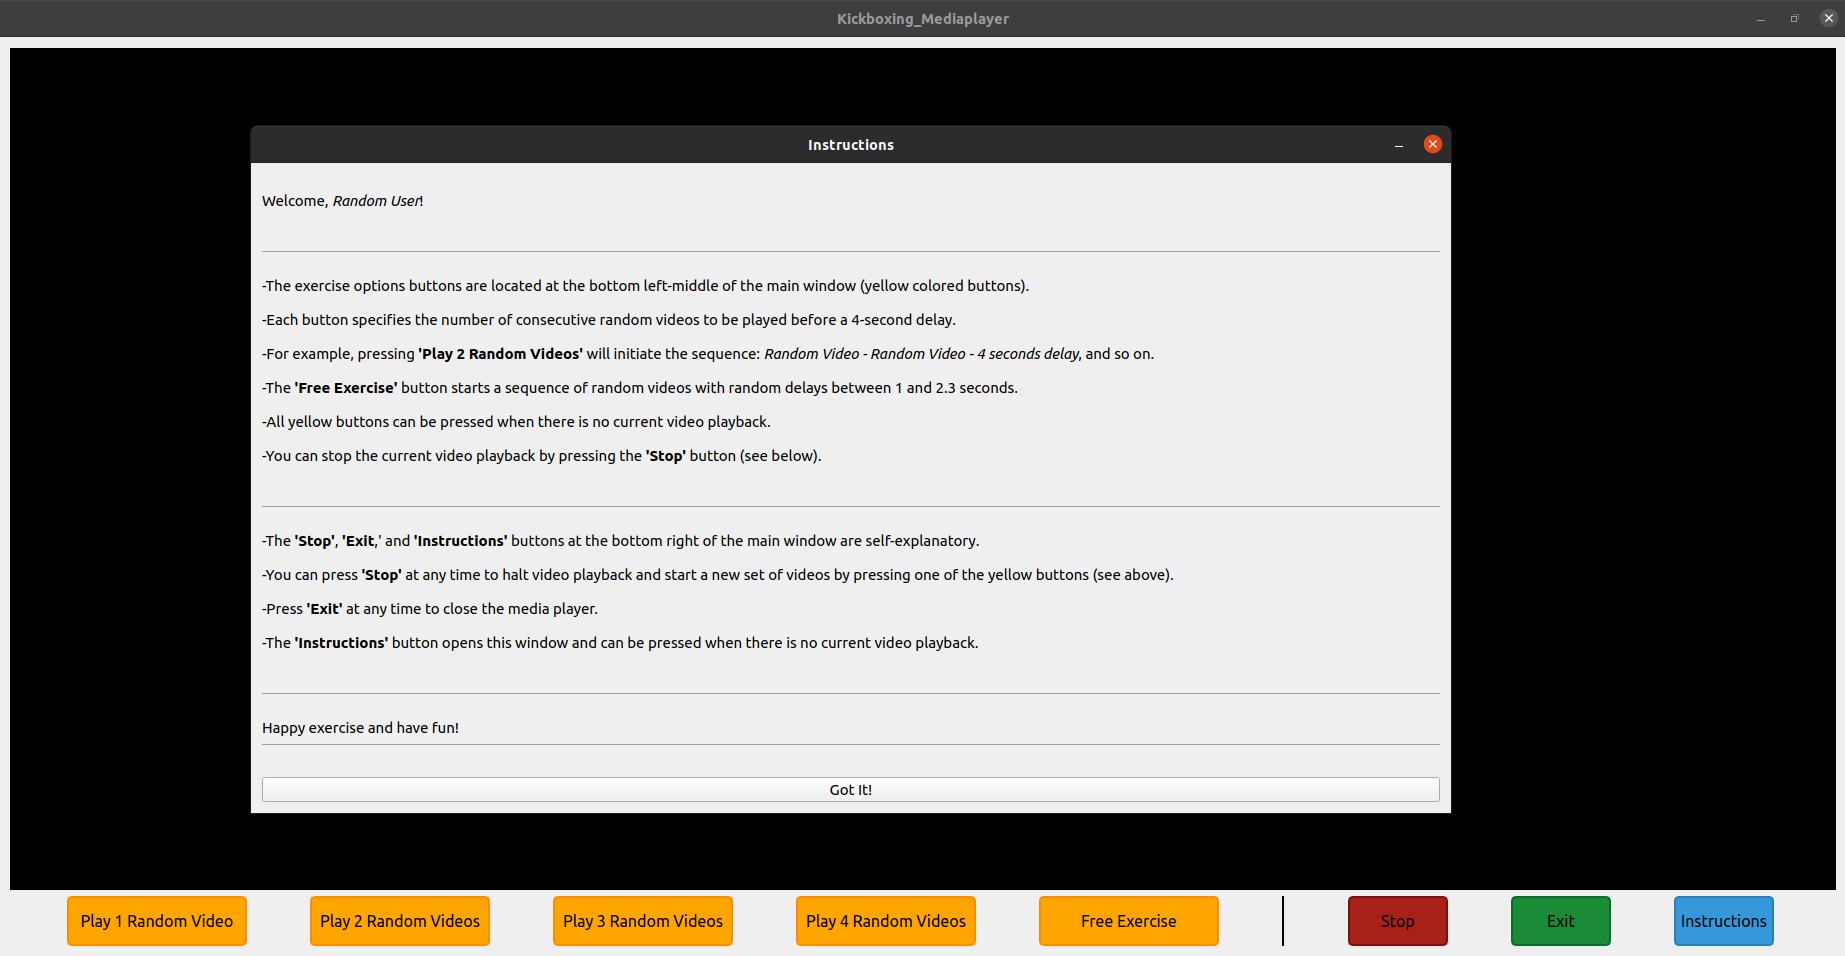 Kickboxing_Mediaplayer
Instructions
Welcome, Random User!
-The exercise options buttons are located at the bottom left-middle of the main window (yellow colored buttons).
-Each button specifies the number of consecutive random videos to be played before a 4-second delay.
-For example, pressing 'Play 2 Random Videos' will initiate the sequence: Random Video - Random Video - 4 seconds delay, and so on.
-The 'Free Exercise' button starts a sequence of random videos with random delays between 1 and 2.3 seconds.
-All yellow buttons can be pressed when there is no current video playback.
-You can stop the current video playback by pressing the 'Stop' button (see below).
-The 'Stop', 'Exit,' and 'Instructions' buttons at the bottom right of the main window are self-explanatory.
-You can press 'Stop' at any time to halt video playback and start a new set of videos by pressing one of the yellow buttons (see above).
-Press 'Exit' at any time to close the media player.
-The 'Instructions' button opens this window and can be pressed when there is no current video playback.
Happy exercise and have fun!
Got It!
Play 1 Random Video
Play 2 Random Videos
Play 3 Random Videos
Play 4 Random Videos
Free Exercise
Stop
Exit
Instructions